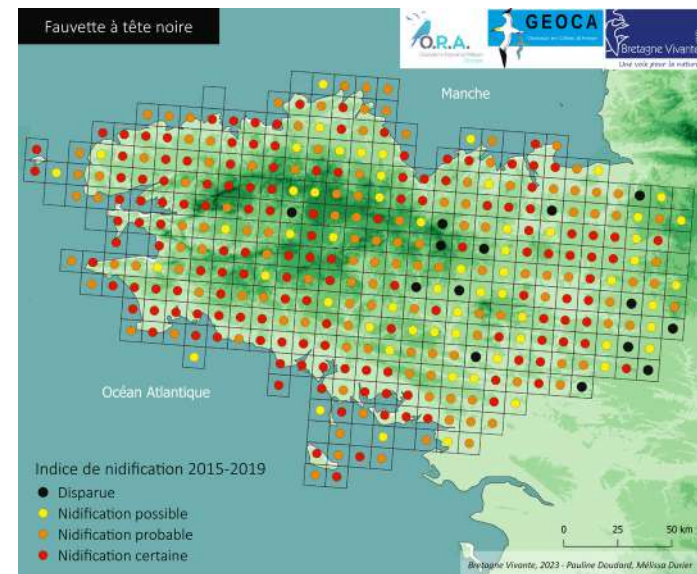 Fauvette à tête noire
O.R.A.
GEOCA
Bretagne Vivante
Une voix pour la nature
Manche
Océan Atlantique
Indice de nidification 2015-2019
Disparue
Nidification possible
Nidification probable
Nidification certaine
0 25 50 km
Bretagne Vivante, 2023 - Pauline Doudard, Mélissa Durier